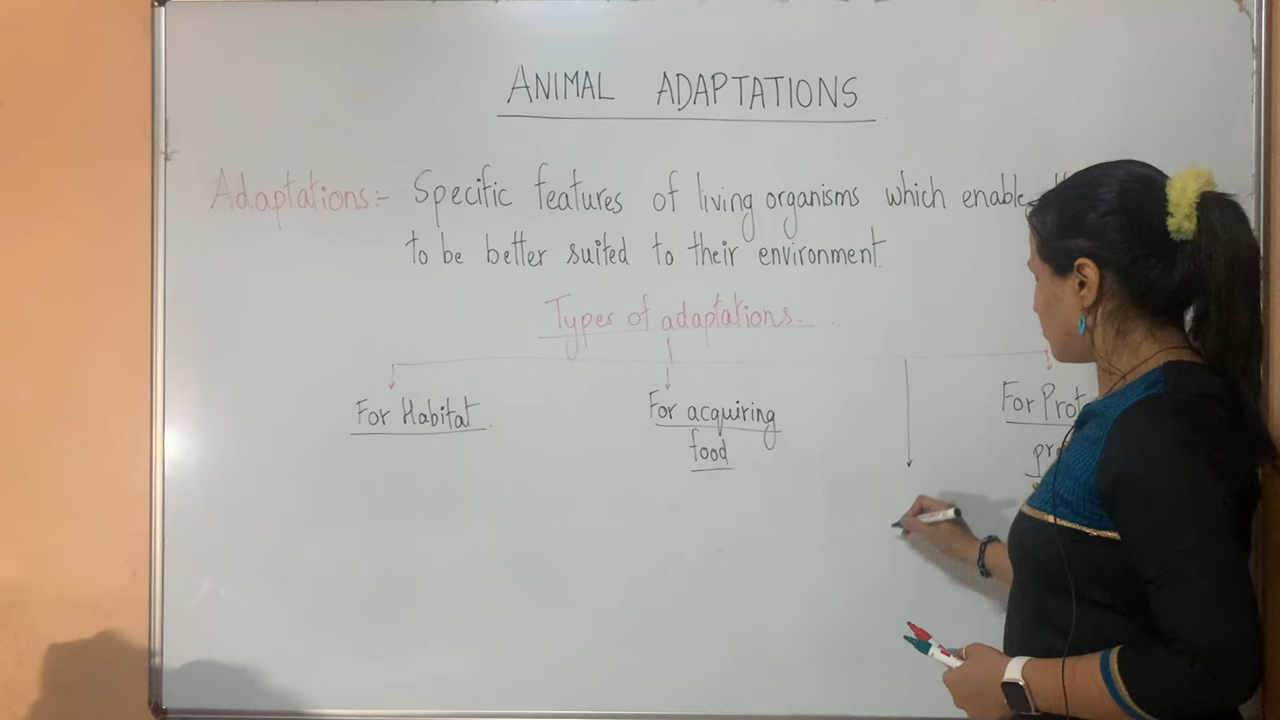 ANIMAL ADAPTATIONS
Adaptations:- Specific features of living organisms which enable
to be better suited to their environment.
Types of adaptations.
For Habitat.
For acquiring
food
For